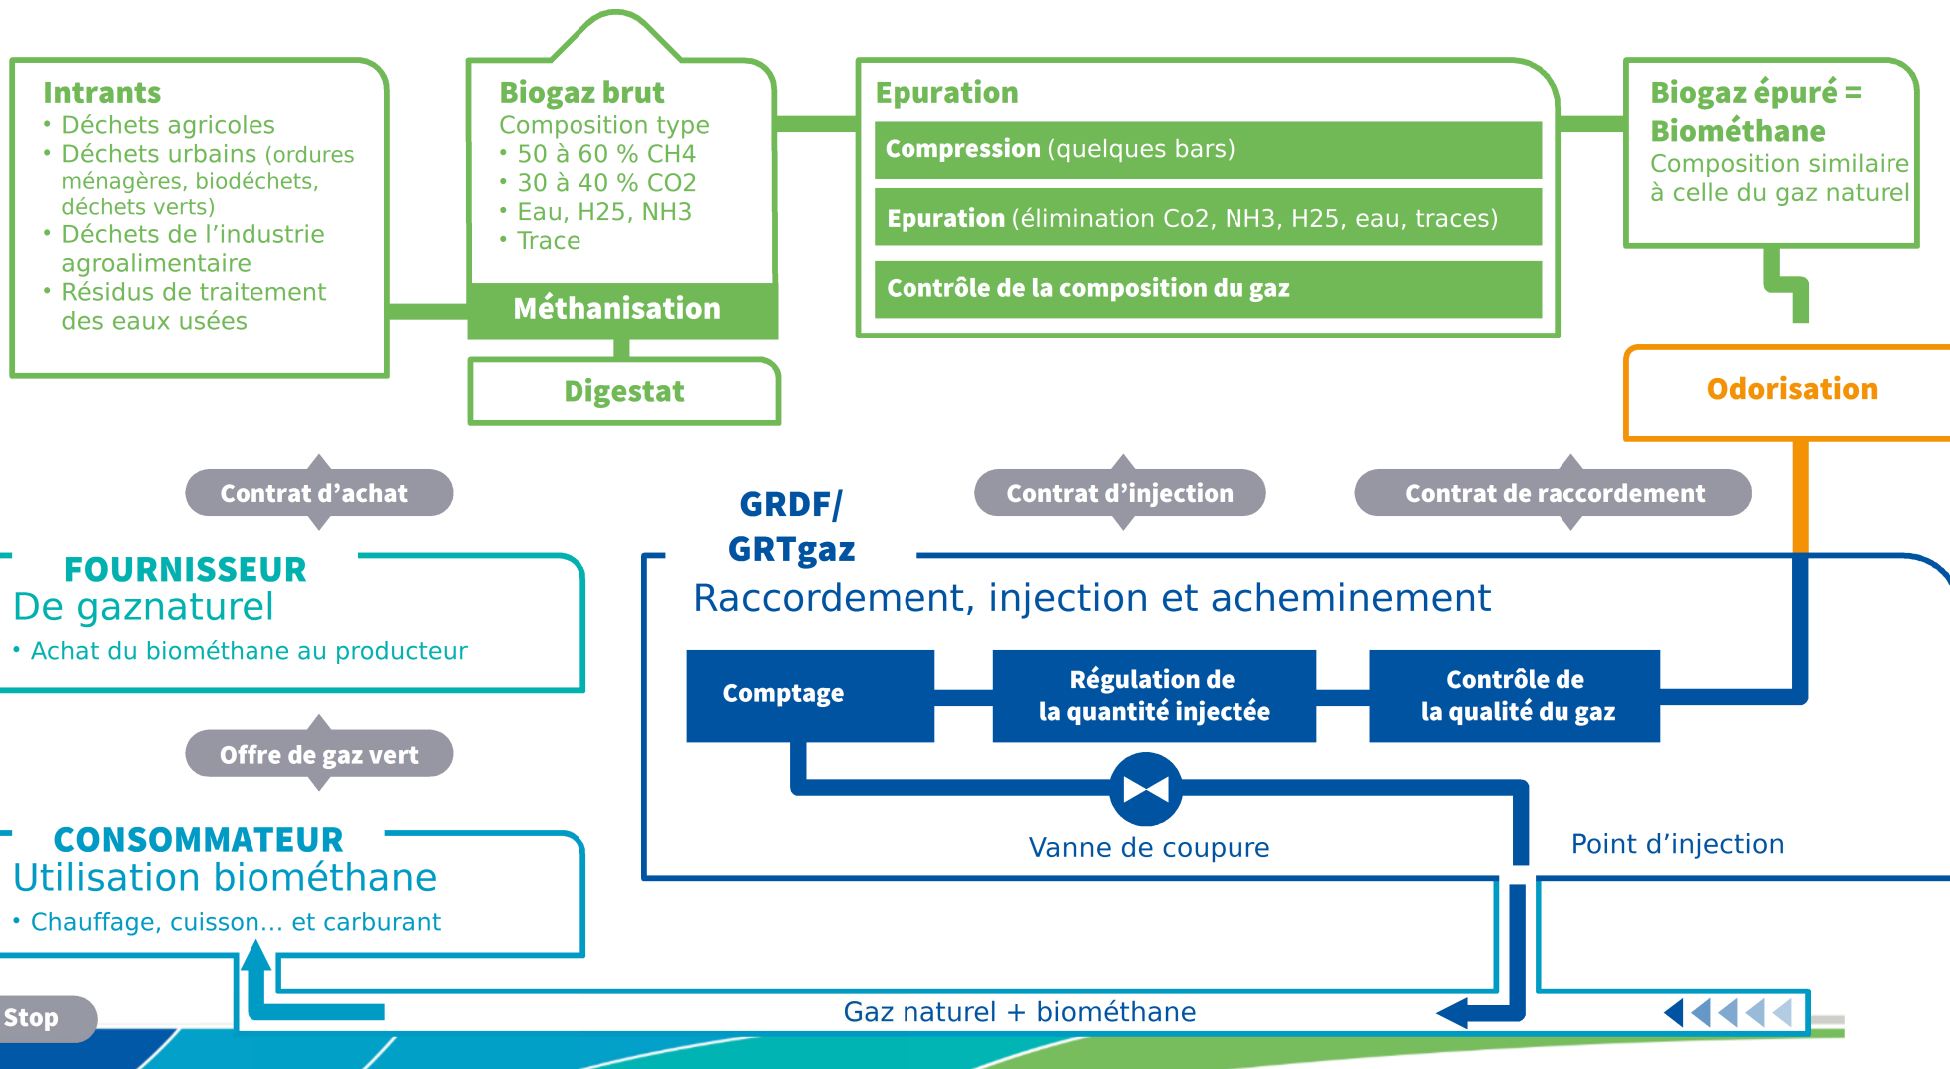 Intrants
• Déchets agricoles
• Déchets urbains (ordures
ménagères, biodéchets,
déchets verts)
• Déchets de l’industrie
agroalimentaire
• Résidus de traitement
des eaux usées
Biogaz brut
Composition type
• 50 à 60 % CH4
• 30 à 40 % CO2
• Eau, H25, NH3
• Trace
Méthanisation
Digestat
Epuration
Compression (quelques bars)
Epuration (élimination Co2, NH3, H25, eau, traces)
Contrôle de la composition du gaz
Biogaz épuré =
Biométhane
Composition similaire
à celle du gaz naturel
Odorisation
Contrat d’achat
Contrat d’injection
Contrat de raccordement
FOURNISSEUR
De gaznaturel
• Achat du biométhane au producteur
Offre de gaz vert
CONSOMMATEUR
Utilisation biométhane
• Chauffage, cuisson... et carburant
GRDF/
GRTgaz
Raccordement, injection et acheminement
Comptage
Régulation de
la quantité injectée
Contrôle de
la qualité du gaz
Vanne de coupure
Point d’injection
Stop
Gaz naturel + biométhane